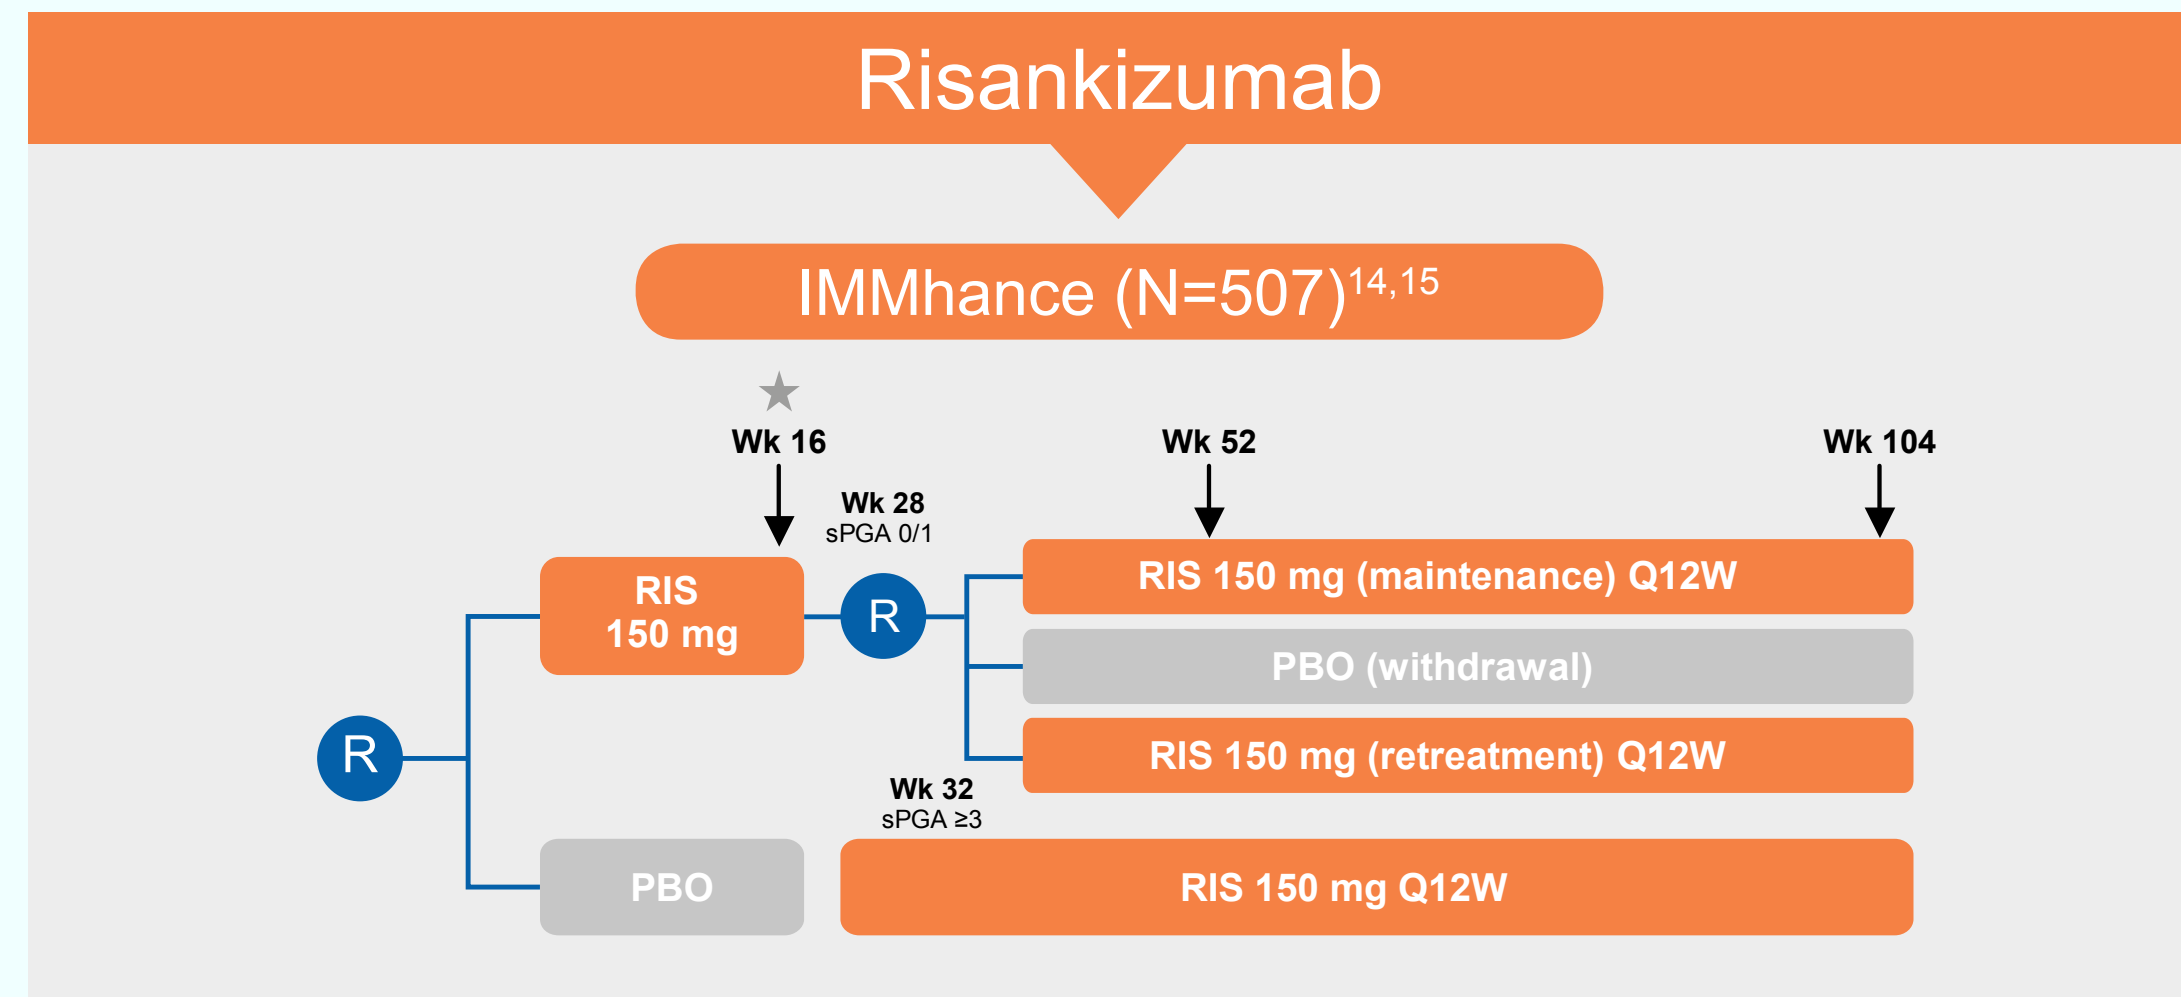 Risankizumab
IMMhance (N=507)14,15
Wk 16
Wk 52
Wk 104
Wk 28
sPGA 0/1
RIS
150 mg
R
RIS 150 mg (maintenance) Q12W
PBO (withdrawal)
RIS 150 mg (retreatment) Q12W
R
Wk 32
sPGA ≥3
PBO
RIS 150 mg Q12W